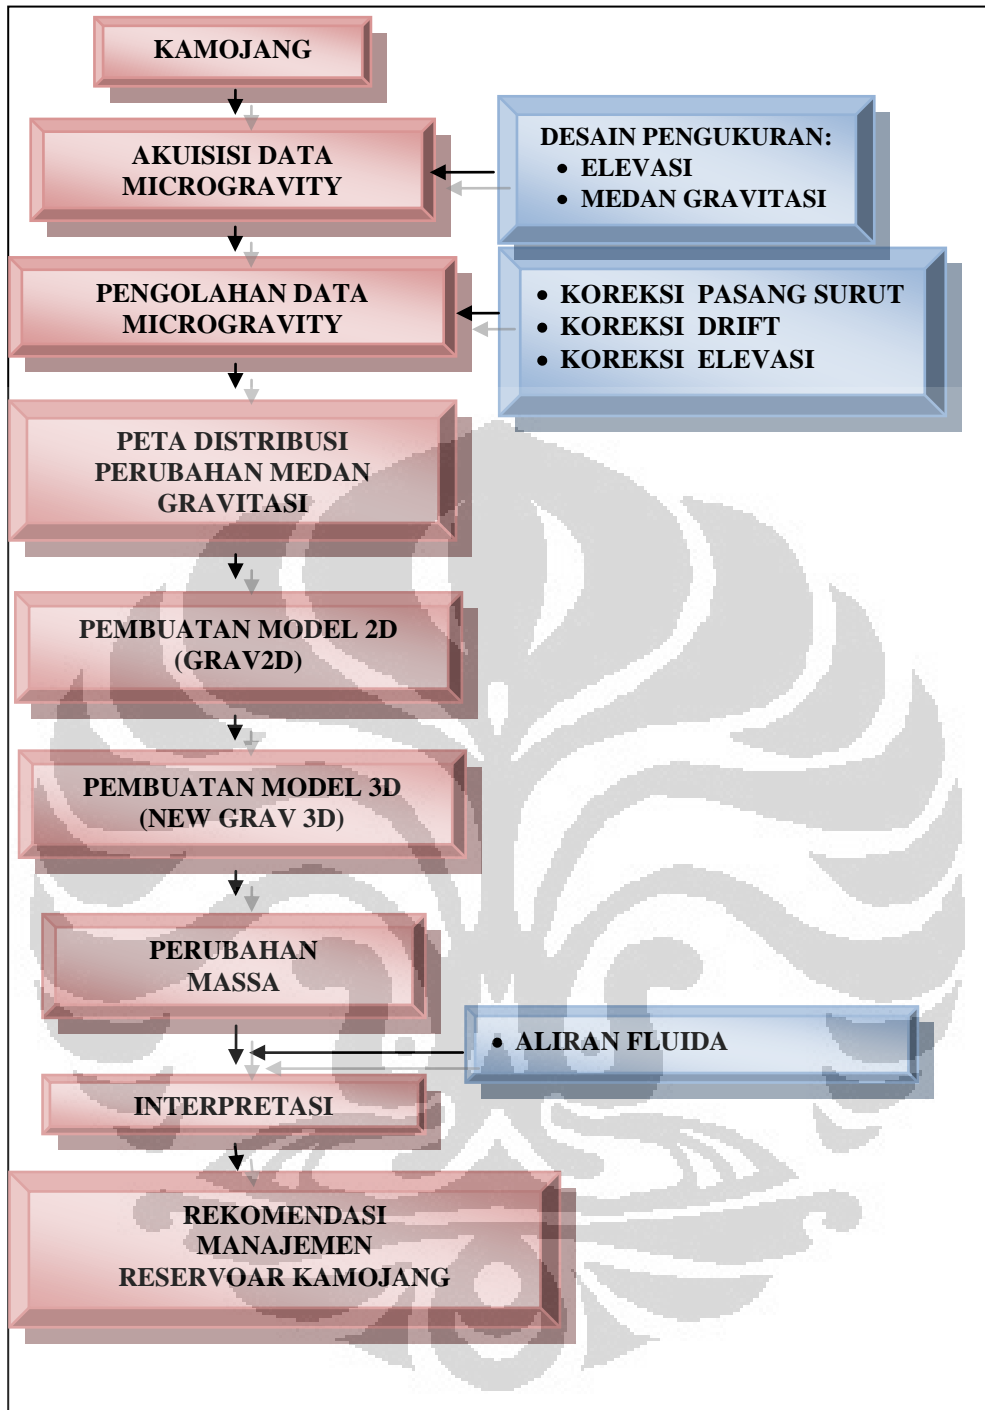 KAMOJANG
AKUISISI DATA
MICROGRAVITY
DESAIN PENGUKURAN:
• ELEVASI
• MEDAN GRAVITASI
PENGOLAHAN DATA
MICROGRAVITY
• KOREKSI PASANG SURUT
• KOREKSI DRIFT
• KOREKSI ELEVASI
PETA DISTRIBUSI
PERUBAHAN MEDAN
GRAVITASI
PEMBUATAN MODEL 2D
(GRAV2D)
PEMBUATAN MODEL 3D
(NEW GRAV 3D)
PERUBAHAN
MASSA
• ALIRAN FLUIDA
INTERPRETASI
REKOMENDASI
MANAJEMEN
RESERVOAR KAMOJANG